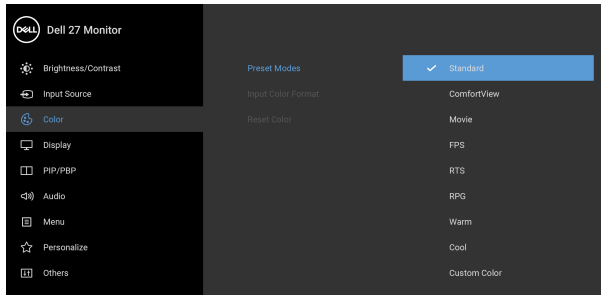 DELL Dell 27 Monitor
Brightness/Contrast
Input Source
Color
Display
PIP/PBP
Audio
Menu
Personalize
Others
Preset Modes
Input Color Format
Reset Color
Standard
ComfortView
Movie
FPS
RTS
RPG
Warm
Cool
Custom Color